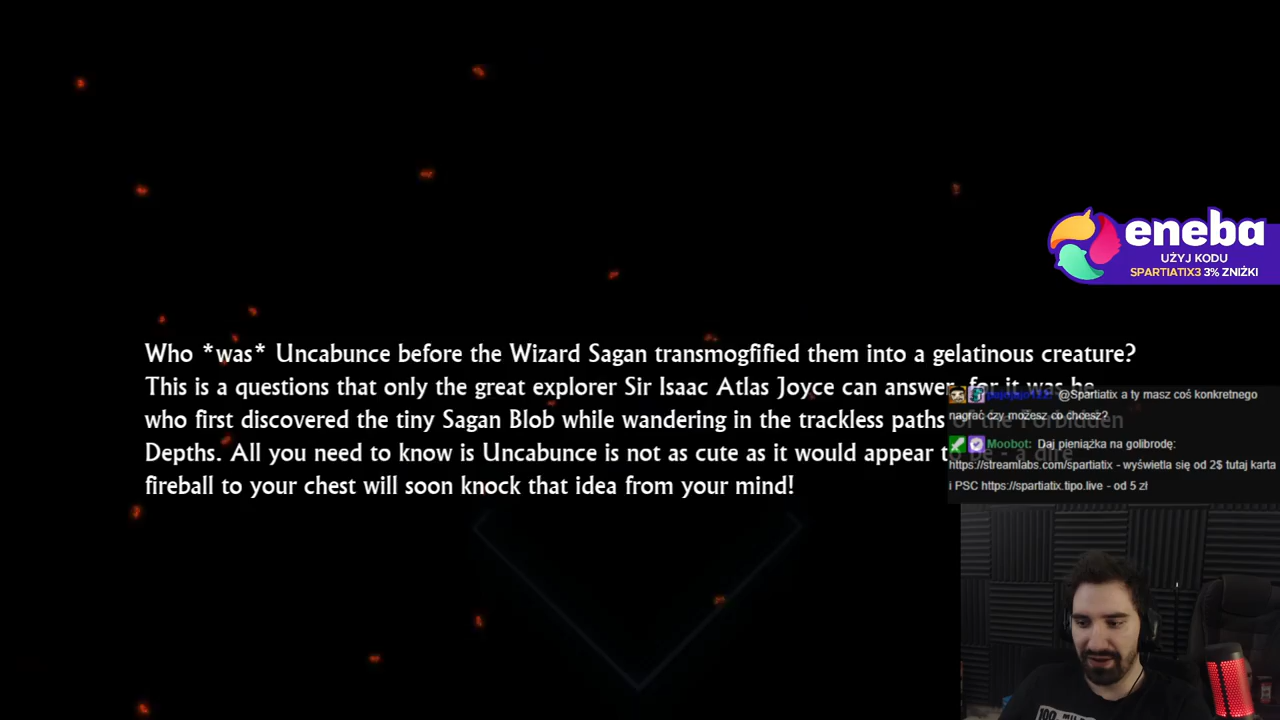 eneba
UŻYJ KODU
SPARTIATIX3 3% ZNIŻKI
Who *was* Uncabunce before the Wizard Sagan transmogfified them into a gelatinous creature?
This is a questions that only the great explorer Sir Isaac Atlas Joyce can answer, for it was he
who first discovered the tiny Sagan Blob while wandering in the trackless paths of the Forbidden
Depths. All you need to know is Uncabunce is not as cute as it would appear to be - a dire
fireball to your chest will soon knock that idea from your mind!
@Spartiatix a ty masz coś konkretnego
nagrać czy możesz co chcesz?
Moobot: Daj pieniążka na golibrodę:
https://streamlabs.com/spartiatix - wyświetla się od 2$ tutaj karta
i PSC https://spartiatix.tipo.live - od 5 zł